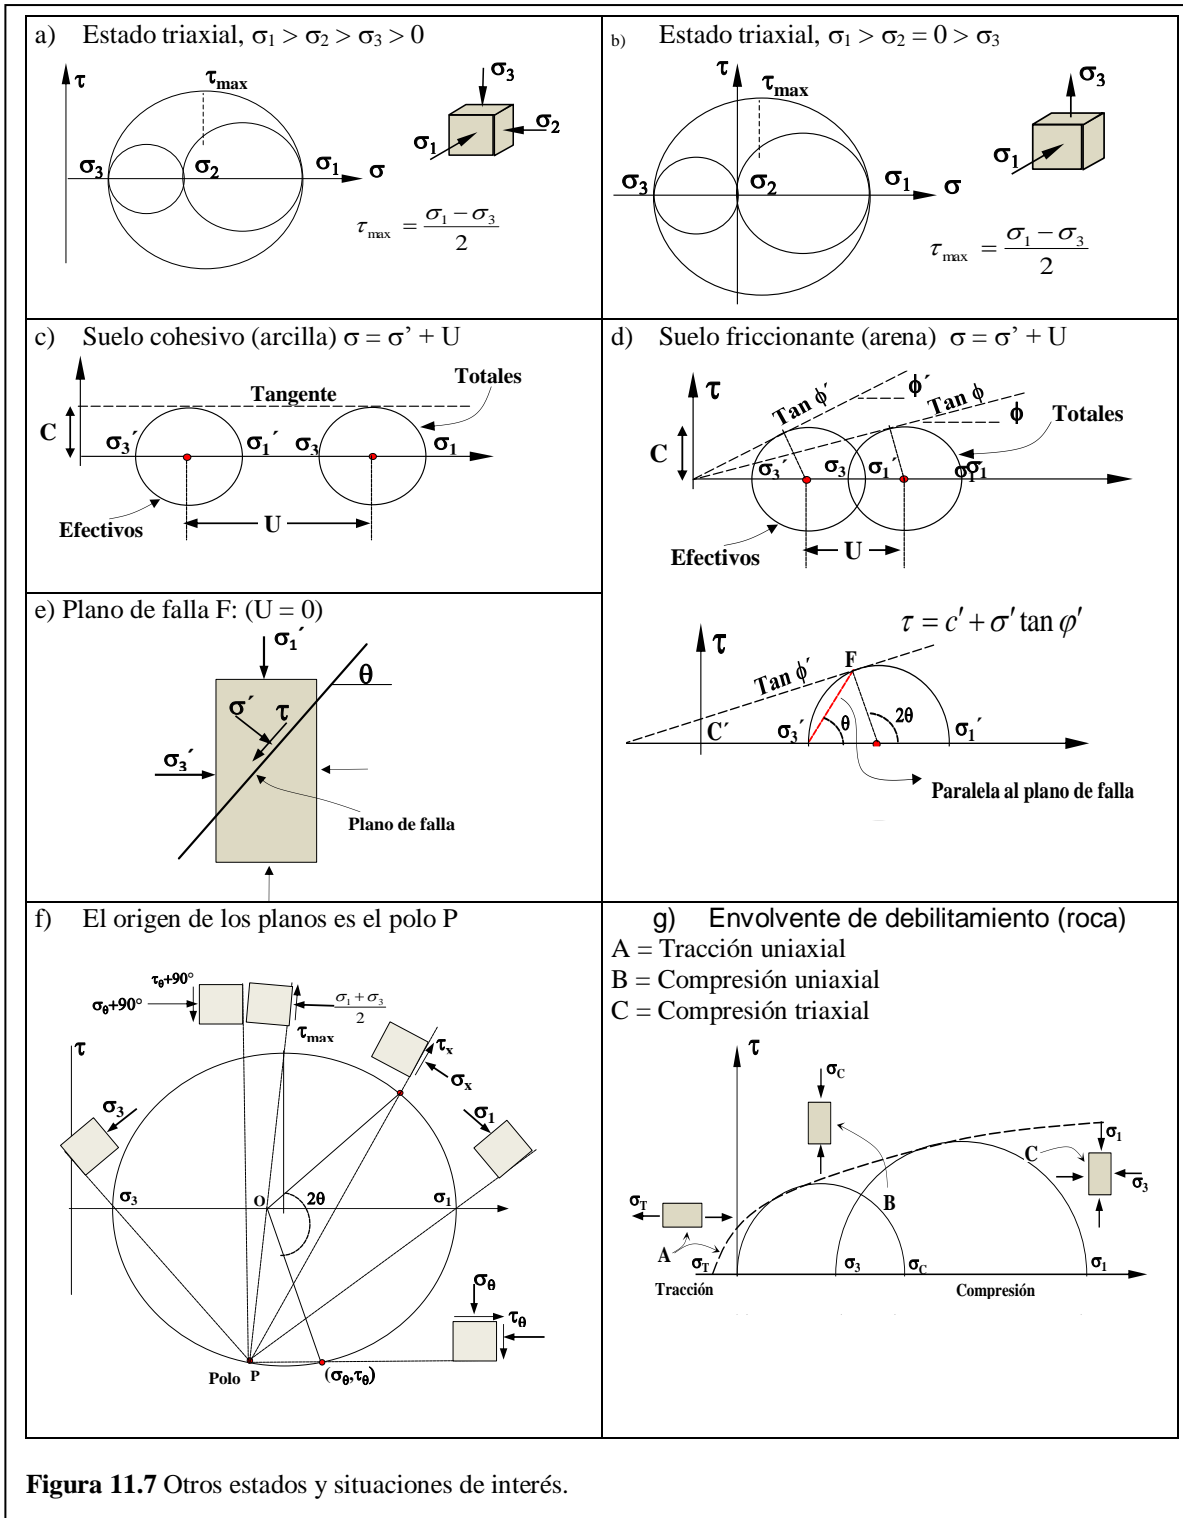 a) Estado triaxial, σ1 > σ2 > σ3 > 0
τ
τmax
σ3
σ2
σ1
σ
σ3
σ2
σ1
τmax = (σ1 − σ3) / 2
b) Estado triaxial, σ1 > σ2 = 0 > σ3
τ
τmax
σ3
σ2
σ1
σ
σ3
σ1
τmax = (σ1 − σ3) / 2
c) Suelo cohesivo (arcilla) σ = σ’ + U
Totales
Tangente
C
σ3´
σ1´
σ3
σ1
U
Efectivos
d) Suelo friccionante (arena) σ = σ’ + U
τ
Tan ϕ´
ϕ´
Tan ϕ
ϕ
Totales
C
σ3´
σ3
σ1´
σ1
σ1
U
Efectivos
e) Plano de falla F: (U = 0)
σ1´
θ
σ´
τ
σ3´
Plano de falla
τ = c′ + σ′ tan φ′
τ
F
Tan ϕ´
C´
σ3´
θ
2θ
σ1´
Paralela al plano de falla
f) El origen de los planos es el polo P
τθ+90°
σθ+90°
(σ1 + σ3) / 2
τmax
τ
τx
σx
σ3
σ1
σ3
O
2θ
σ1
σθ
τθ
Polo P
(σθ,τθ)
g) Envolvente de debilitamiento (roca)
A = Tracción uniaxial
B = Compresión uniaxial
C = Compresión triaxial
τ
σC
σ1
C
σ3
σT
B
A
σT
σ3
σC
σ1
Tracción
Compresión
Figura 11.7 Otros estados y situaciones de interés.